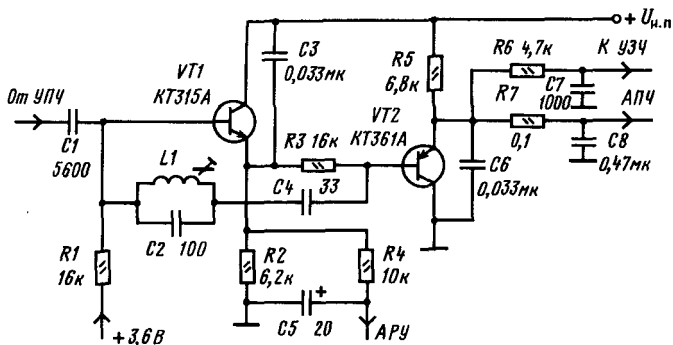 + Uн.п
C3
0,033мк
VT1
КТ315А
R5
6,8к
R6 4,7к
К УЗЧ
C7
1000
VT2
КТ361А
R7
0,1
АПЧ
C8
0,47мк
От УПЧ
C1
5600
L1
R3 16к
C4
33
C6
0,033мк
C2
100
R1
16к
R2
6,2к
R4
10к
C5
+
20
+3,6В
АРУ